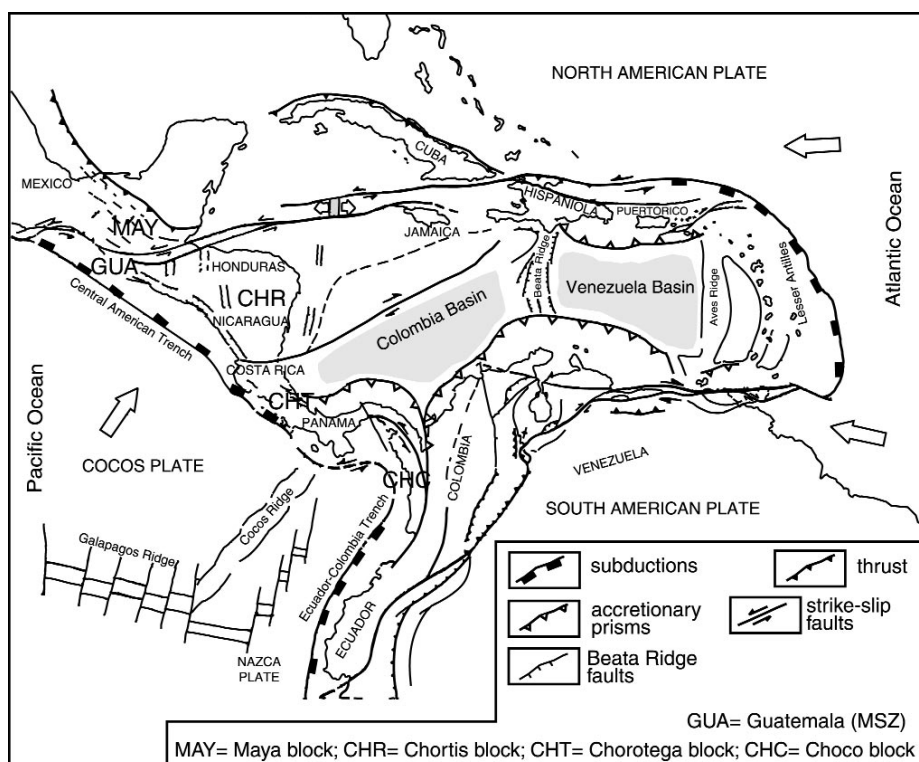 NORTH AMERICAN PLATE
CUBA
MEXICO
HISPANIOLA
PUERTORICO
MAY
JAMAICA
GUA
HONDURAS
Central American Trench
CHR
NICARAGUA
Colombia Basin
Beata Ridge
Venezuela Basin
Aves Ridge
Lesser Antilles
Atlantic Ocean
COSTA RICA
CHT
PANAMA
Pacific Ocean
COCOS PLATE
CHC
COLOMBIA
VENEZUELA
SOUTH AMERICAN PLATE
Cocos Ridge
Galapagos Ridge
Ecuador-Colombia Trench
ECUADOR
NAZCA
PLATE
subductions
thrust
accretionary
prisms
strike-slip
faults
Beata Ridge
faults
GUA= Guatemala (MSZ)
MAY= Maya block; CHR= Chortis block; CHT= Chorotega block; CHC= Choco block